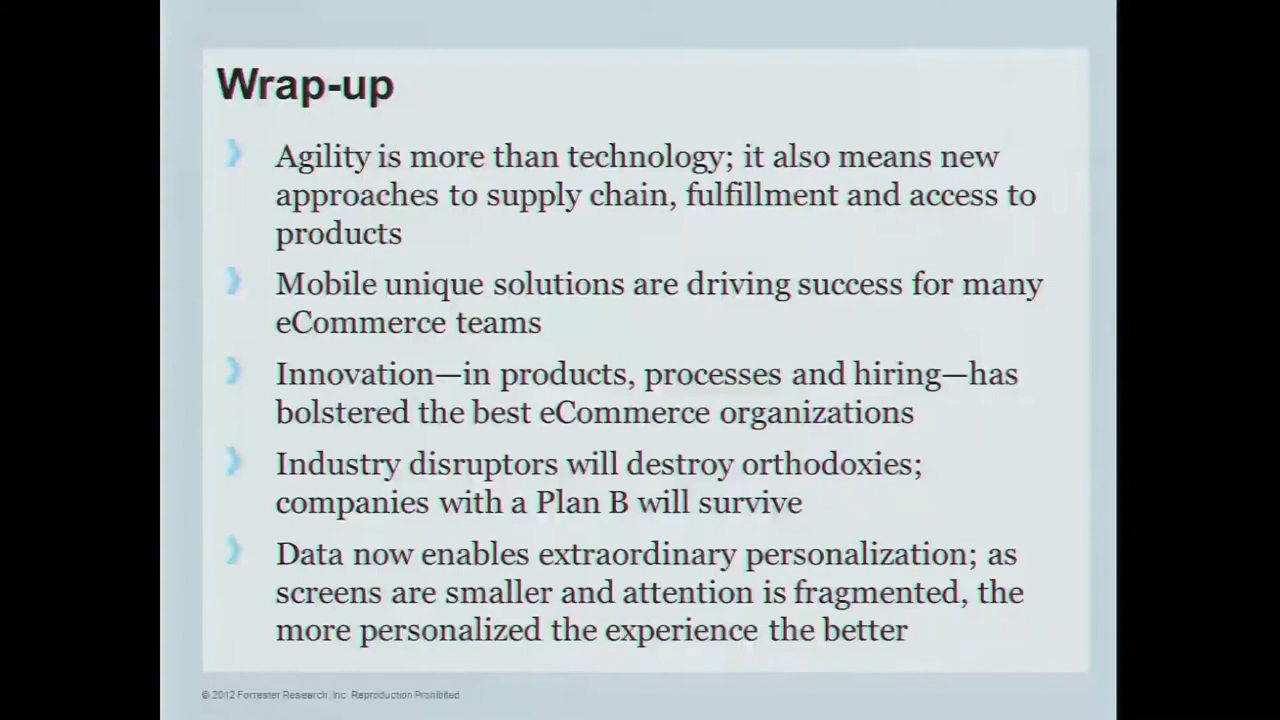 Wrap-up
Agility is more than technology; it also means new
approaches to supply chain, fulfillment and access to
products
Mobile unique solutions are driving success for many
eCommerce teams
Innovation—in products, processes and hiring—has
bolstered the best eCommerce organizations
Industry disruptors will destroy orthodoxies;
companies with a Plan B will survive
Data now enables extraordinary personalization; as
screens are smaller and attention is fragmented, the
more personalized the experience the better
© 2012 Forrester Research, Inc. Reproduction Prohibited